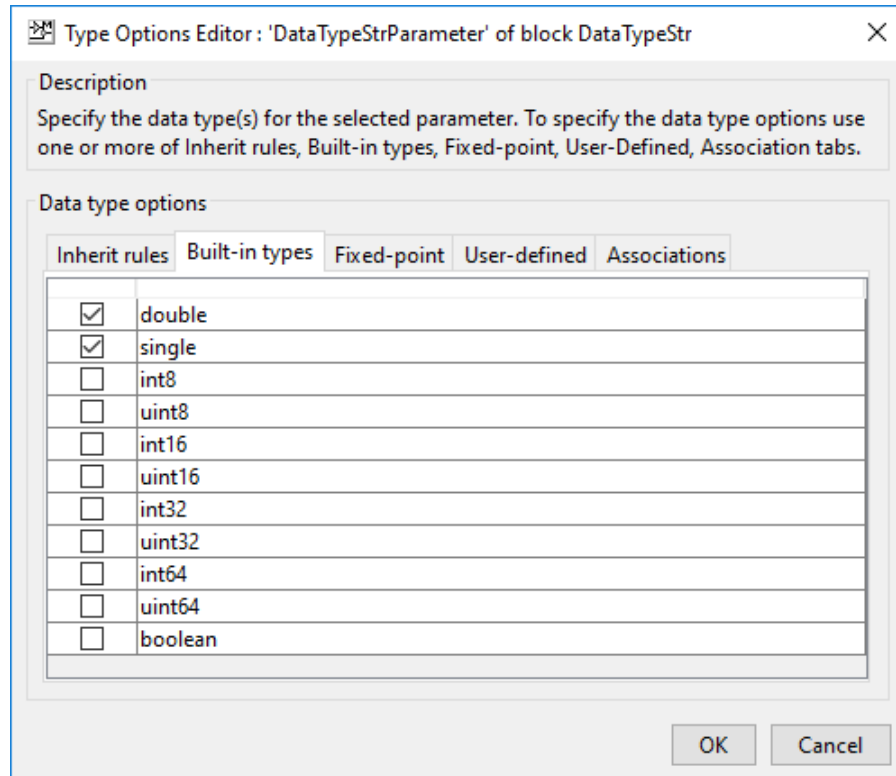 Type Options Editor : 'DataTypeStrParameter' of block DataTypeStr
Description
Specify the data type(s) for the selected parameter. To specify the data type options use
one or more of Inherit rules, Built-in types, Fixed-point, User-Defined, Association tabs.
Data type options
Inherit rules Built-in types Fixed-point User-defined Associations
double
single
int8
uint8
int16
uint16
int32
uint32
int64
uint64
boolean
OK Cancel